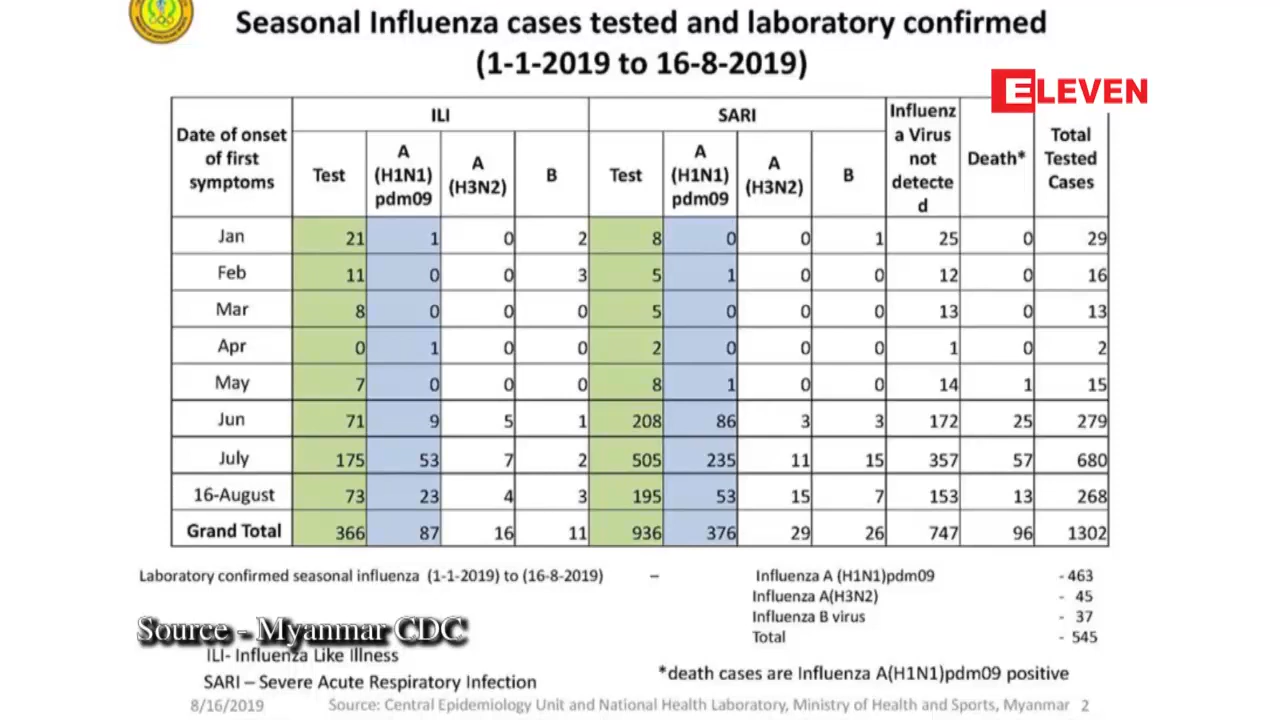 Seasonal Influenza cases tested and laboratory confirmed
(1-1-2019 to 16-8-2019)
ELEVEN
Date of onset of first symptoms | ILI | SARI | Influenz a Virus not detecte d | Death* | Total Tested Cases
Test | A (H1N1) pdm09 | A (H3N2) | B | Test | A (H1N1) pdm09 | A (H3N2) | B
Jan 21 1 0 2 8 0 0 1 25 0 29
Feb 11 0 0 3 5 1 0 0 12 0 16
Mar 8 0 0 0 5 0 0 0 13 0 13
Apr 0 1 0 0 2 0 0 0 1 0 2
May 7 0 0 0 8 1 0 0 14 1 15
Jun 71 9 5 1 208 86 3 3 172 25 279
July 175 53 7 2 505 235 11 15 357 57 680
16-August 73 23 4 3 195 53 15 7 153 13 268
Grand Total 366 87 16 11 936 376 29 26 747 96 1302
Laboratory confirmed seasonal influenza (1-1-2019) to (16-8-2019) – Influenza A (H1N1)pdm09 - 463
Influenza A(H3N2) - 45
Influenza B virus - 37
Total - 545
Source - Myanmar CDC
ILI- Influenza Like Illness
SARI – Severe Acute Respiratory Infection
*death cases are Influenza A(H1N1)pdm09 positive
8/16/2019 Source: Central Epidemiology Unit and National Health Laboratory, Ministry of Health and Sports, Myanmar 2